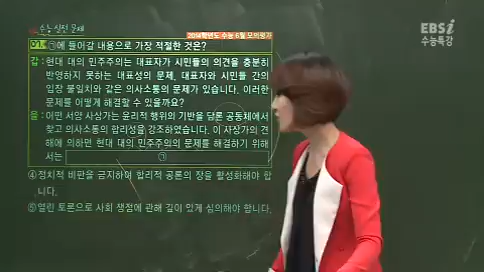 수능 실전 문제
2014학년도 수능 6월 모의평가
EBSi
수능특강
01. ㉠에 들어갈 내용으로 가장 적절한 것은?
갑: 현대 대의 민주주의는 대표자가 시민들의 의견을 충분히
반영하지 못하는 대표성의 문제, 대표자와 시민들 간의
입장 불일치와 같은 의사소통의 문제가 있습니다. 이러한
문제를 어떻게 해결할 수 있을까요?
을: 어떤 서양 사상가는 윤리적 행위의 기반을 담론 공동체에서
찾고 의사소통의 합리성을 강조하였습니다. 이 사상가의 견
해에 의하면 현대 대의 민주주의의 문제를 해결하기 위해
서는 ㉠
④정치적 비판을 금지하여 합리적 공론의 장을 활성화해야 합
니다.
⑤열린 토론으로 사회 쟁점에 관해 깊이 있게 심의해야 합니다.